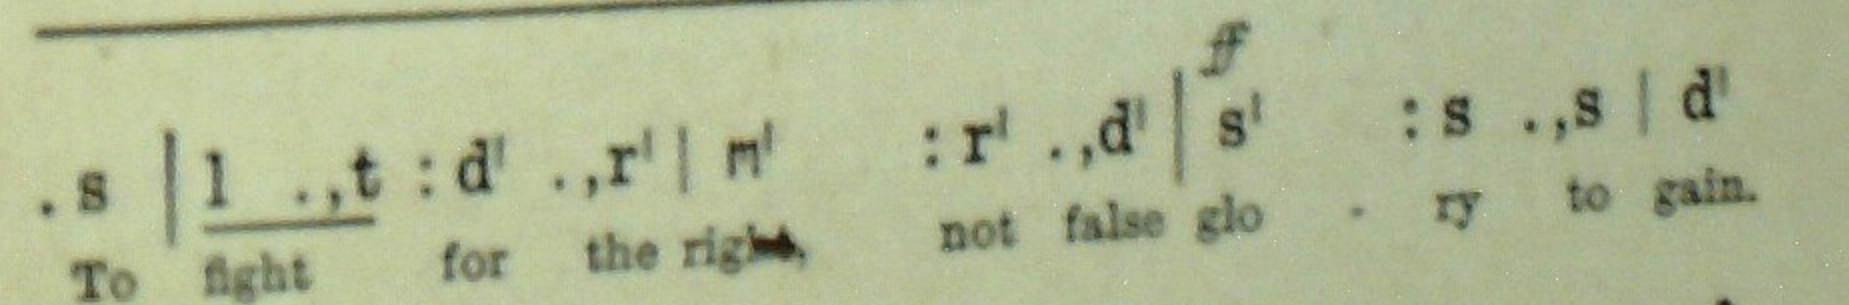 ff
. s | l . , t : d' . , r' | m' : r' . , d' | s' : s . , s | d'
To fight for the right, not false glo - ry to gain.